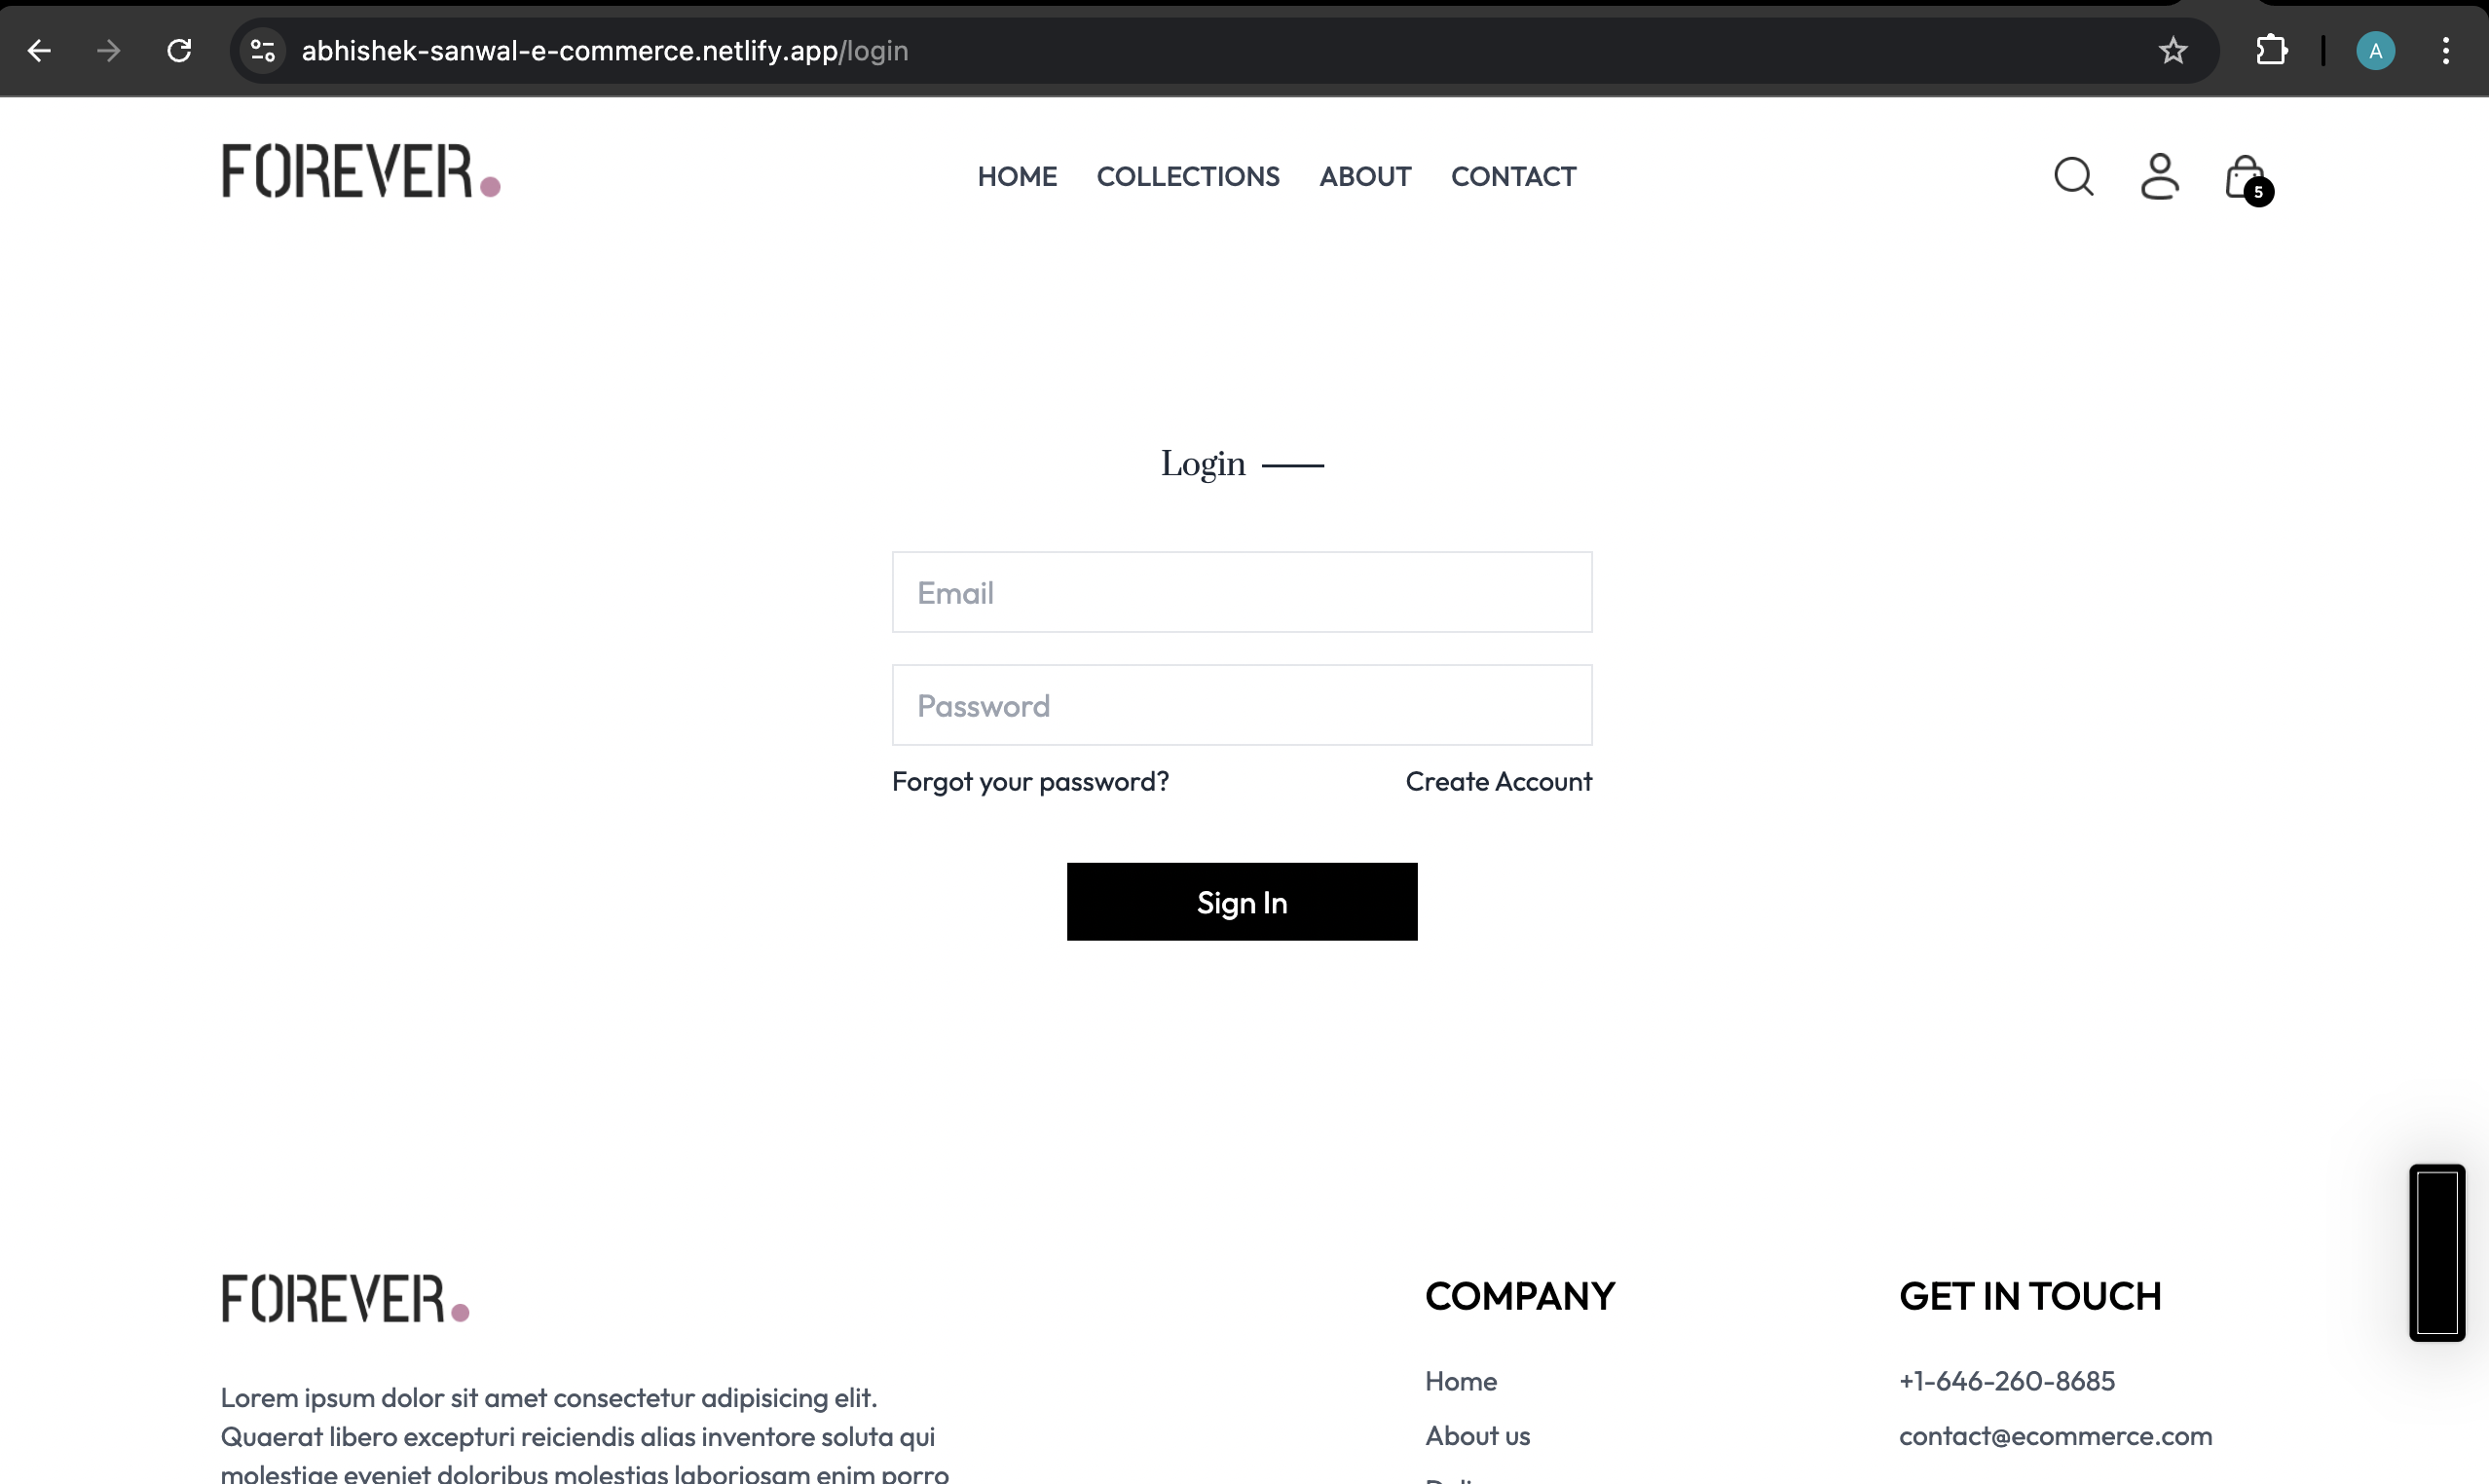 abhishek-sanwal-e-commerce.netlify.app/login
A
FOREVER.
HOME COLLECTIONS ABOUT CONTACT
5
Login
Email
Password
Forgot your password? Create Account
Sign In
FOREVER.
COMPANY
GET IN TOUCH
Lorem ipsum dolor sit amet consectetur adipisicing elit.
Quaerat libero excepturi reiciendis alias inventore soluta qui
molestiae eveniet doloribus molestias laboriosam enim porro
Home
About us
+1-646-260-8685
contact@ecommerce.com